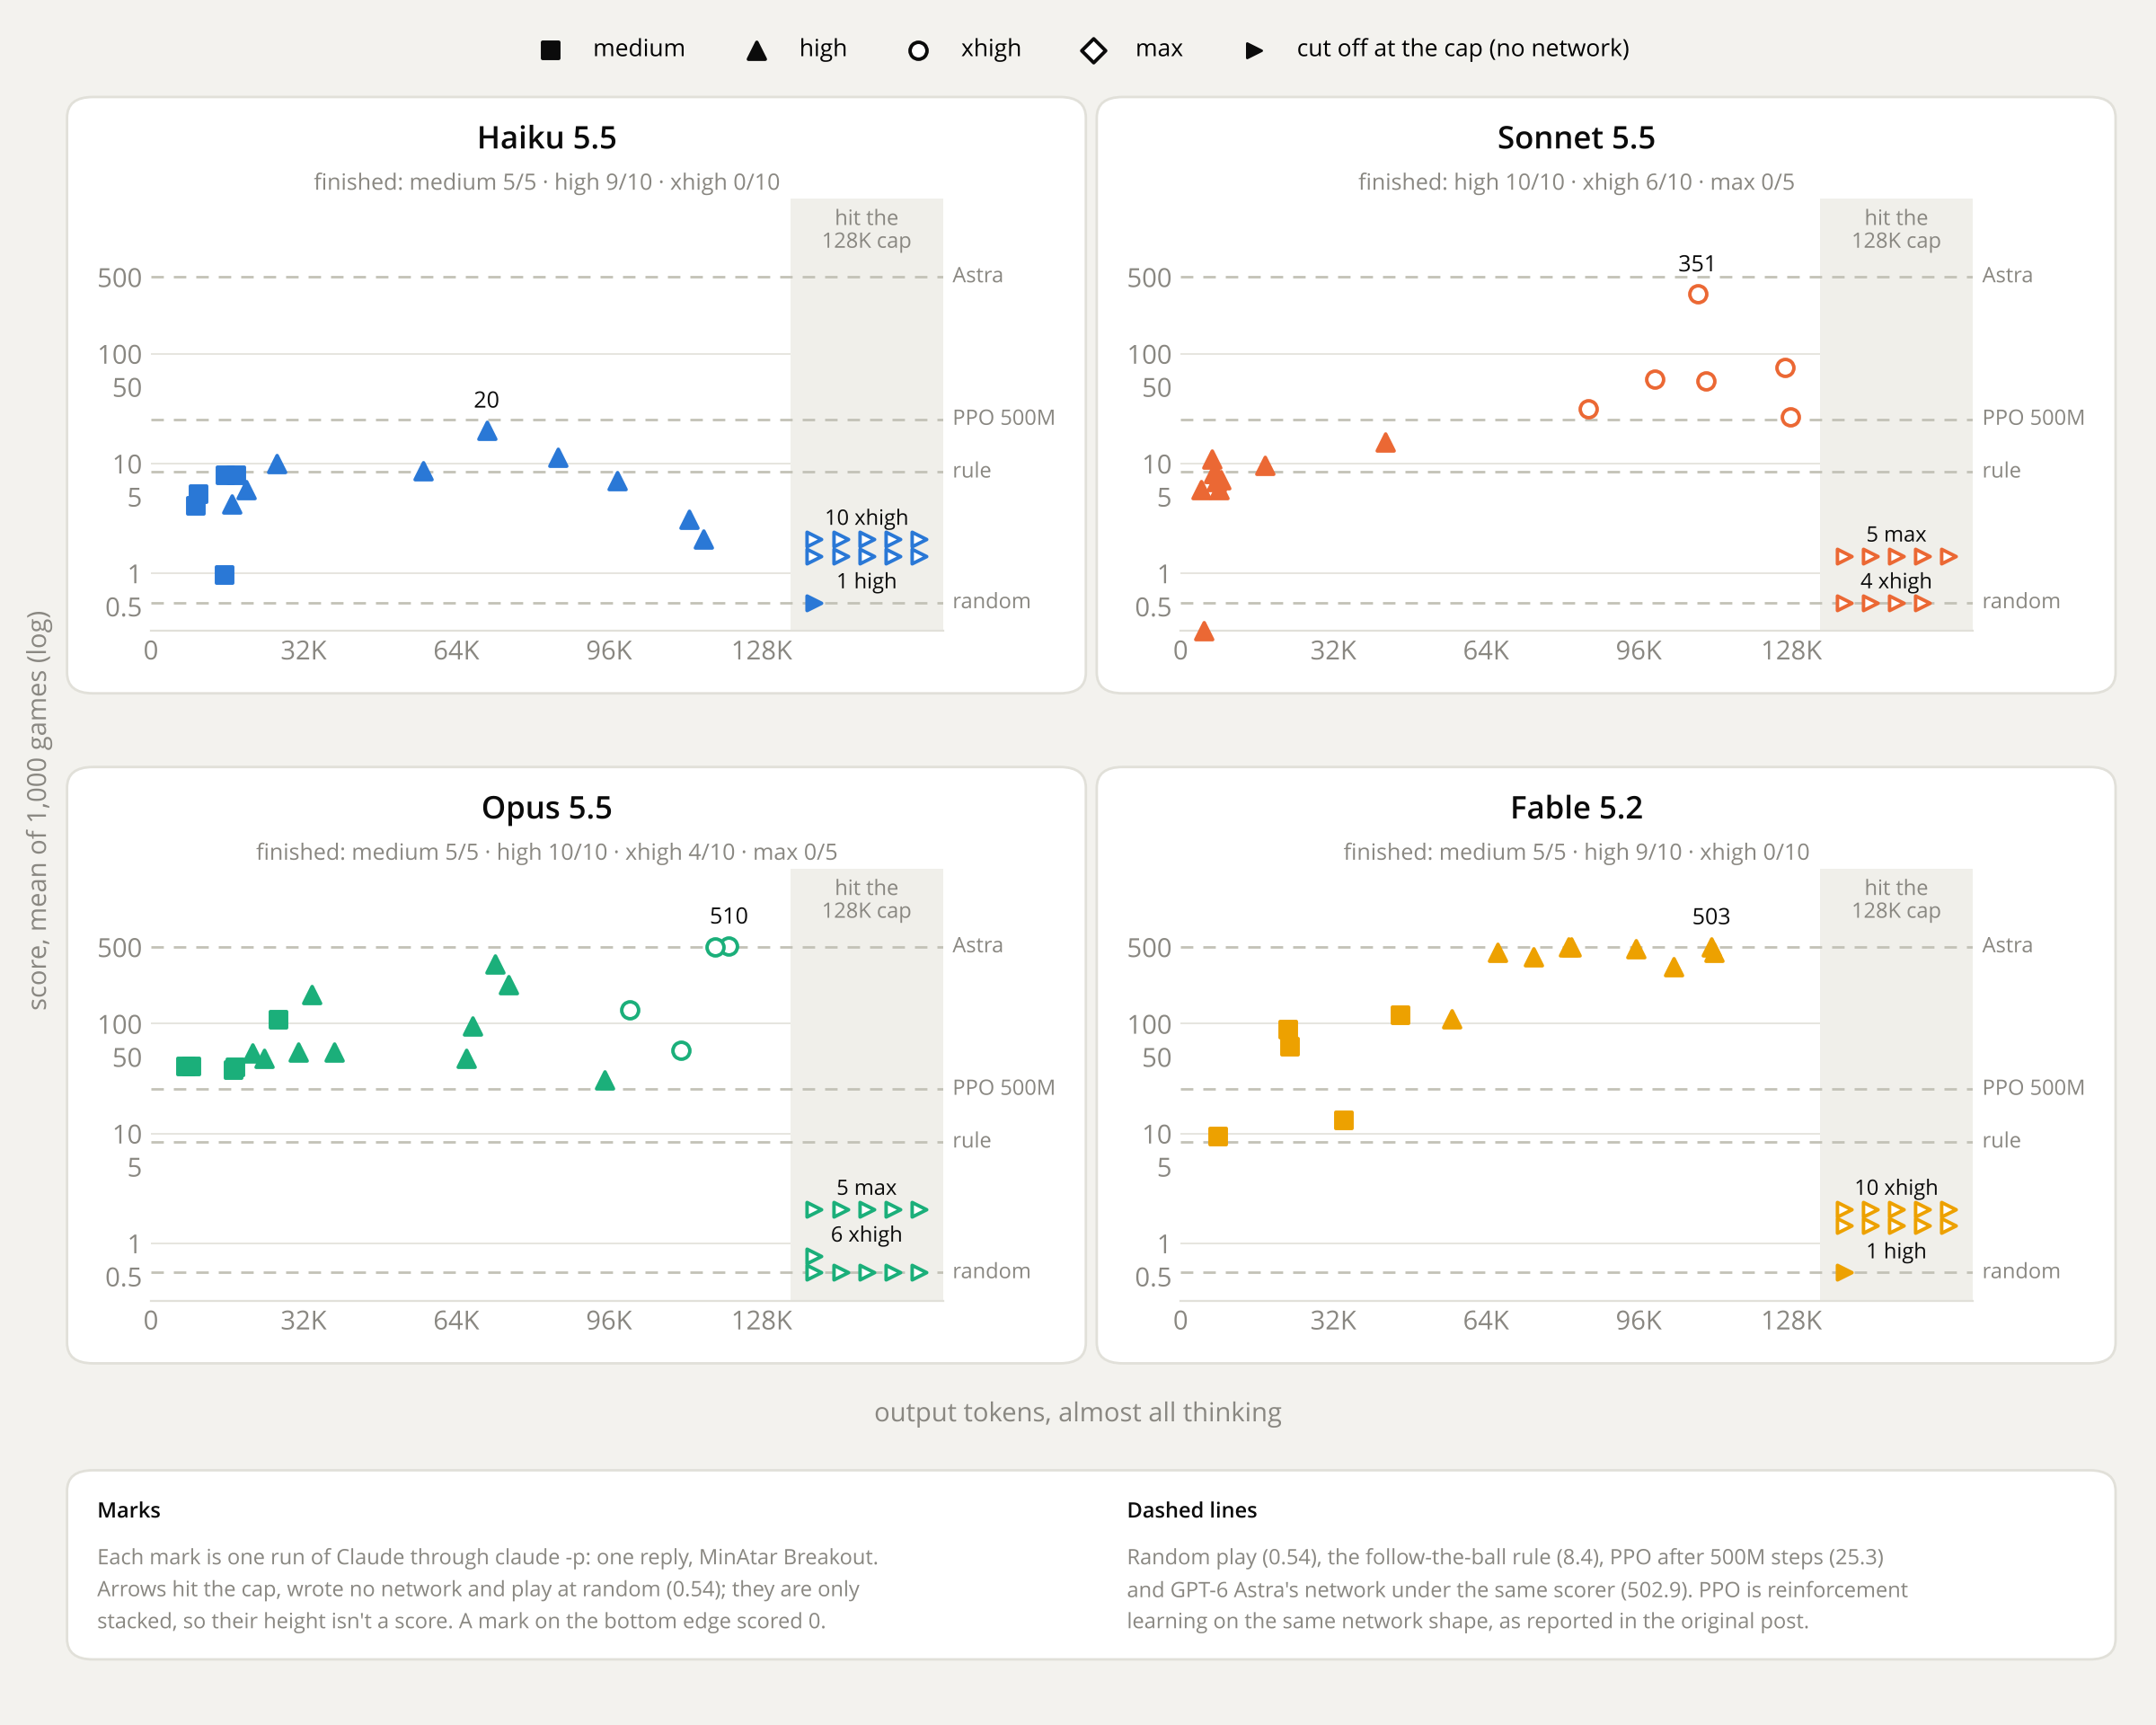 medium high xhigh max cut off at the cap (no network)
Haiku 5.5
finished: medium 5/5 · high 9/10 · xhigh 0/10
hit the
128K cap
500
Astra
100
50
20
PPO 500M
10
rule
5
10 xhigh
1
1 high
0.5
random
0 32K 64K 96K 128K
Sonnet 5.5
finished: high 10/10 · xhigh 6/10 · max 0/5
hit the
128K cap
351
500
Astra
100
50
PPO 500M
10
rule
5
5 max
1
4 xhigh
0.5
random
0 32K 64K 96K 128K
score, mean of 1,000 games (log)
Opus 5.5
finished: medium 5/5 · high 10/10 · xhigh 4/10 · max 0/5
hit the
128K cap
510
500
Astra
100
50
PPO 500M
10
rule
5
5 max
6 xhigh
1
0.5
random
0 32K 64K 96K 128K
Fable 5.2
finished: medium 5/5 · high 9/10 · xhigh 0/10
hit the
128K cap
503
500
Astra
100
50
PPO 500M
10
rule
5
10 xhigh
1
1 high
0.5
random
0 32K 64K 96K 128K
output tokens, almost all thinking
Marks
Each mark is one run of Claude through claude -p: one reply, MinAtar Breakout.
Arrows hit the cap, wrote no network and play at random (0.54); they are only
stacked, so their height isn't a score. A mark on the bottom edge scored 0.
Dashed lines
Random play (0.54), the follow-the-ball rule (8.4), PPO after 500M steps (25.3)
and GPT-6 Astra's network under the same scorer (502.9). PPO is reinforcement
learning on the same network shape, as reported in the original post.